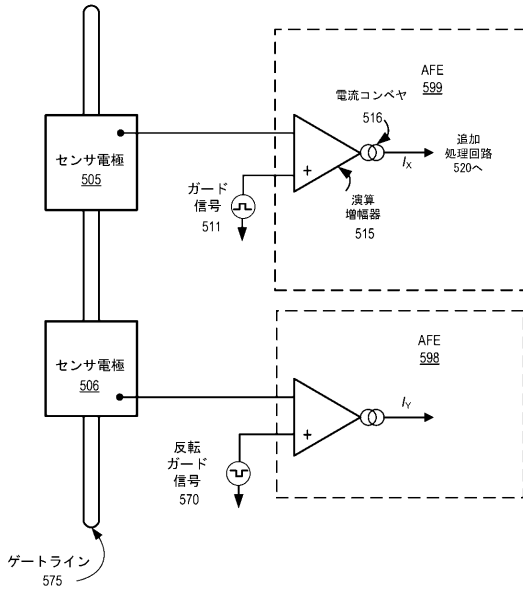 AFE
599
電流コンベヤ
516
センサ電極
505
+
I_X
追加
処理回路
520へ
ガード
信号
511
演算
増幅器
515
センサ電極
506
AFE
598
+
I_Y
反転
ガード
信号
570
ゲートライン
575